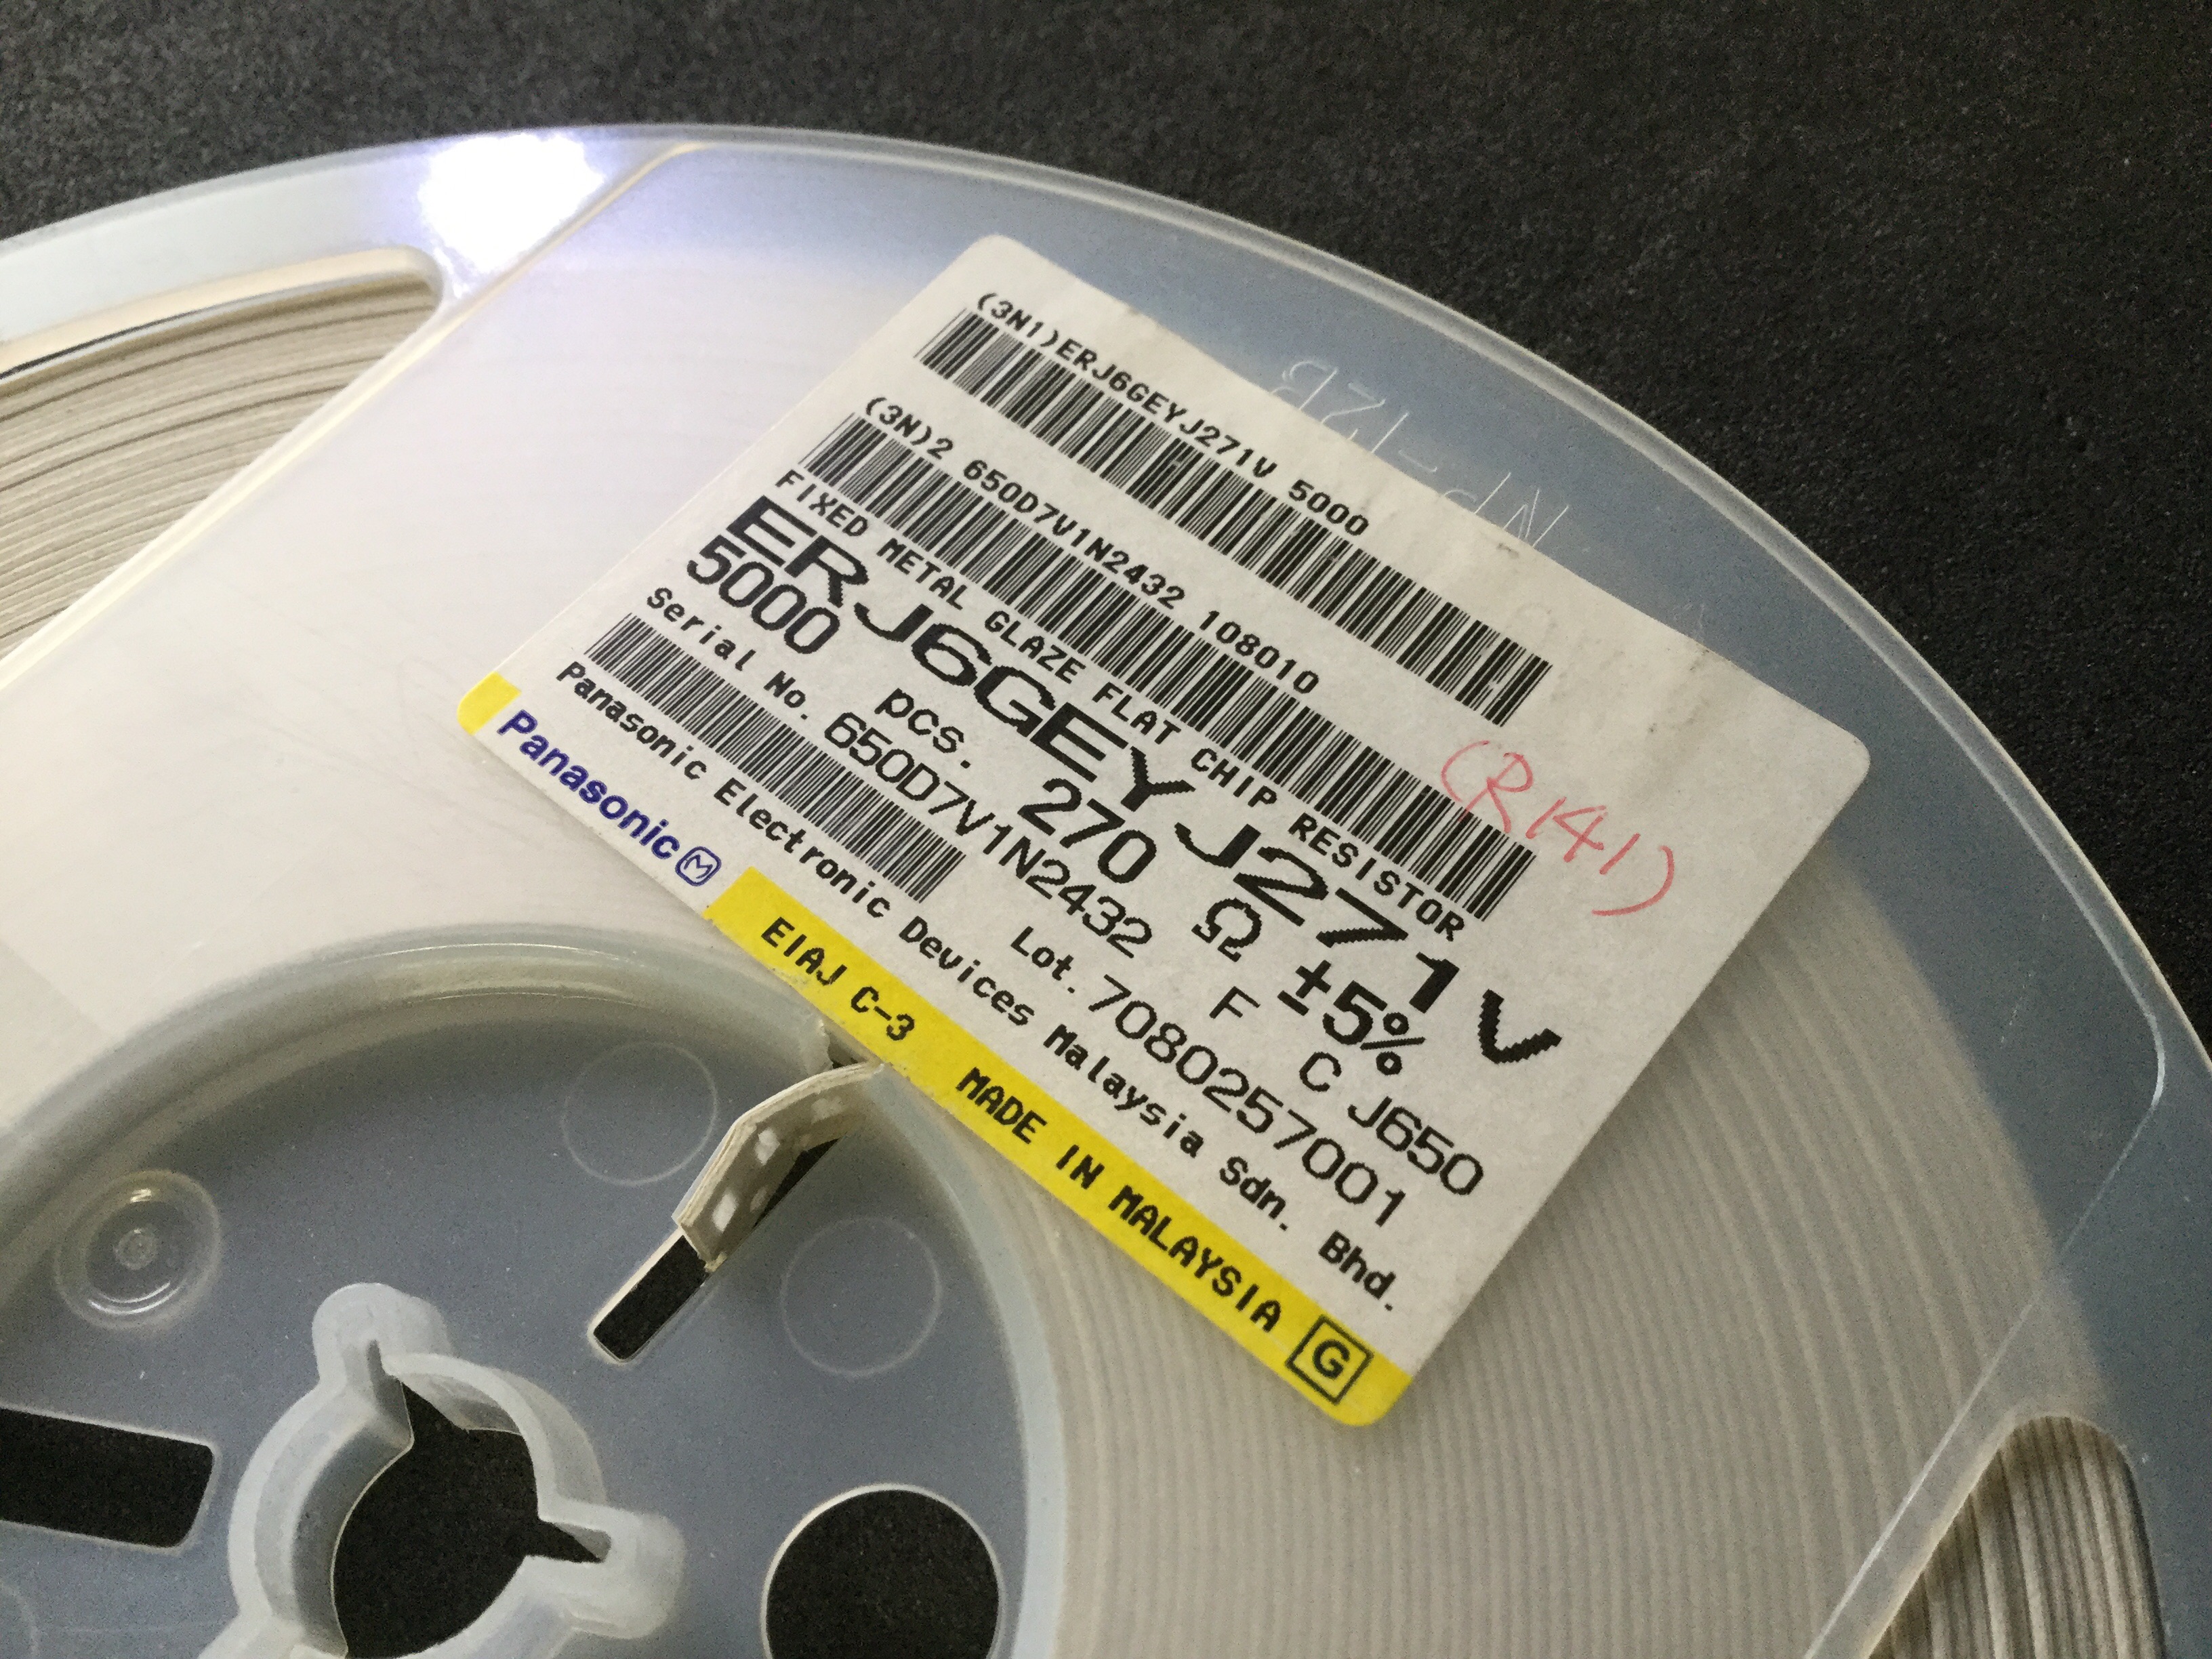 (3N1)ERJ6GEYJ271V 5000
(3N)2 650D7V1N2432 108010
(R141)
FIXED METAL GLAZE FLAT CHIP RESISTOR
ERJ6GEYJ271V
5000 pcs. 270 Ω ±5%
F C J650
Serial No. 650D7V1N2432 Lot. 7080257001
Panasonic Electronic Devices Malaysia Sdn. Bhd.
Panasonic M
EIAJ C-3 MADE IN MALAYSIA G